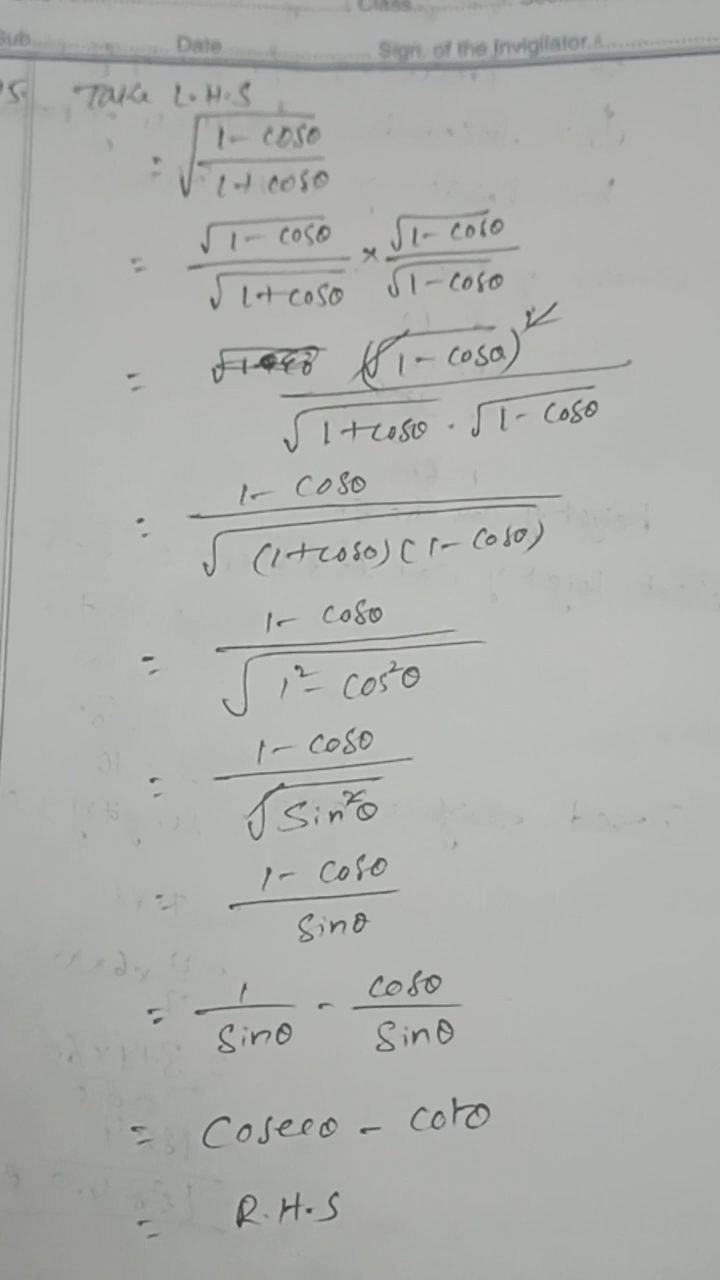 Class
Sub. Date Sign. of the Invigilator
Take L.H.S
= √(1 - cosθ / 1 + cosθ)
= √1 - cosθ / √1 + cosθ × √1 - cosθ / √1 - cosθ
= (√1 - cosθ)² / √1 + cosθ . √1 - cosθ
= 1 - cosθ / √(1 + cosθ) (1 - cosθ)
= 1 - cosθ / √1² - cos²θ
= 1 - cosθ / √Sin²θ
= 1 - cosθ / Sinθ
= 1 / Sinθ - cosθ / Sinθ
= Cosecθ - cotθ
= R.H.S